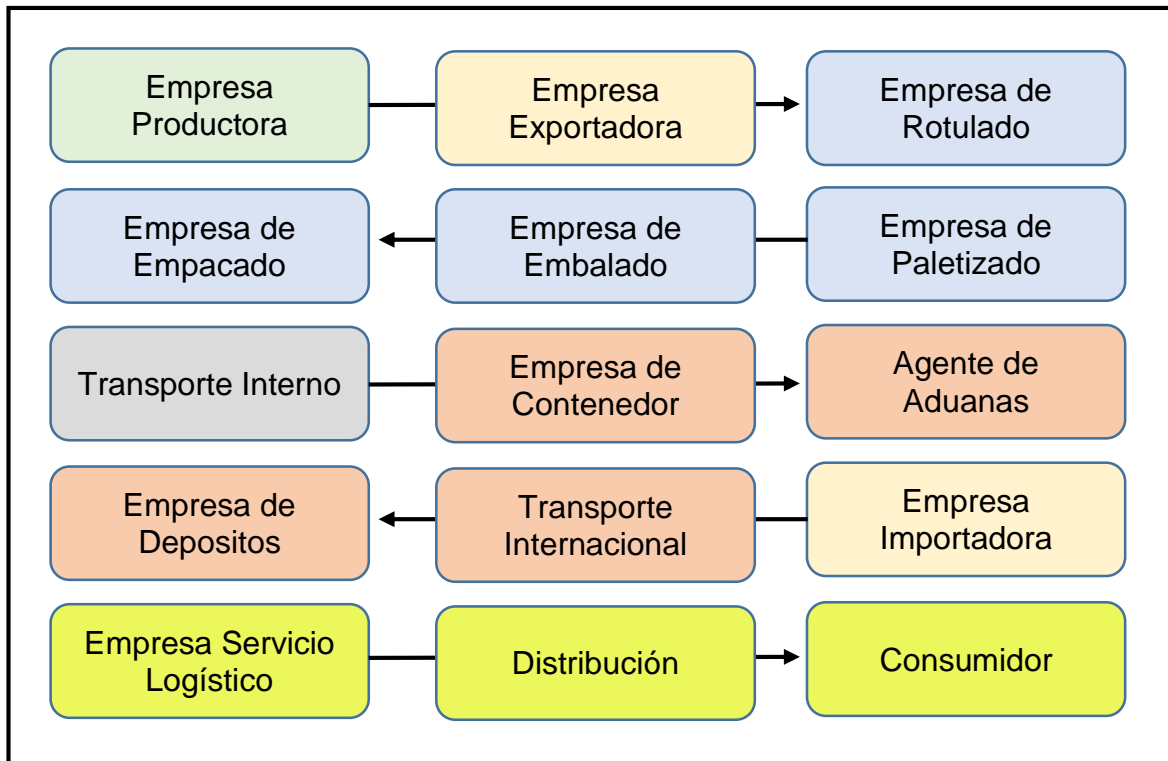 Empresa
Productora
Empresa
Exportadora
Empresa de
Rotulado
Empresa de
Empacado
Empresa de
Embalado
Empresa de
Paletizado
Transporte Interno
Empresa de
Contenedor
Agente de
Aduanas
Empresa de
Depositos
Transporte
Internacional
Empresa
Importadora
Empresa Servicio
Logístico
Distribución
Consumidor